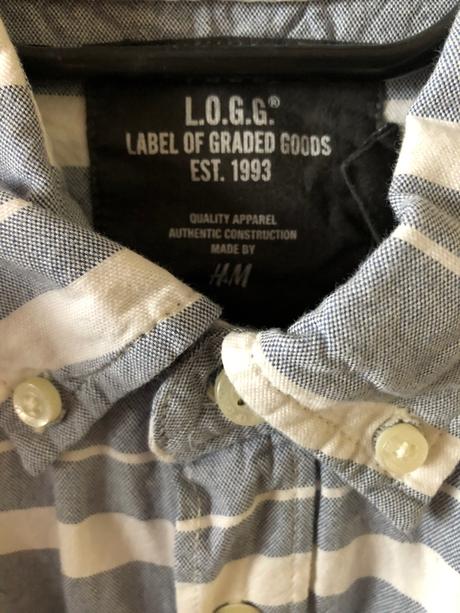 L.O.G.G.®
LABEL OF GRADED GOODS
EST. 1993
QUALITY APPAREL
AUTHENTIC CONSTRUCTION
MADE BY
H&M